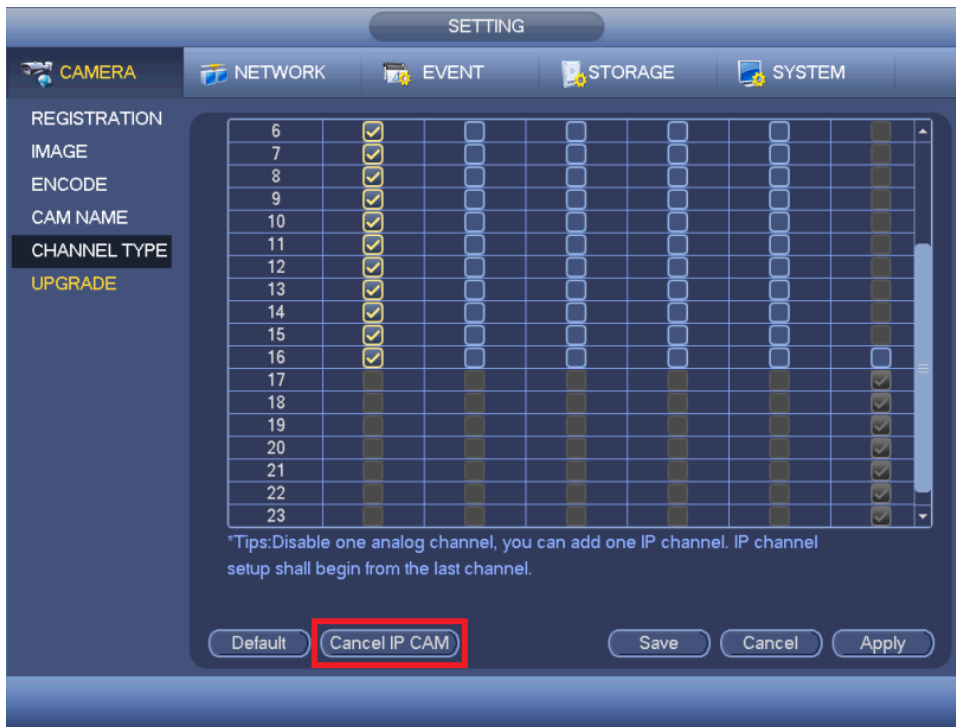 SETTING
CAMERA NETWORK EVENT STORAGE SYSTEM
REGISTRATION
IMAGE
ENCODE
CAM NAME
CHANNEL TYPE
UPGRADE
6
7
8
9
10
11
12
13
14
15
16
17
18
19
20
21
22
23
*Tips:Disable one analog channel, you can add one IP channel. IP channel
setup shall begin from the last channel.
Default Cancel IP CAM Save Cancel Apply